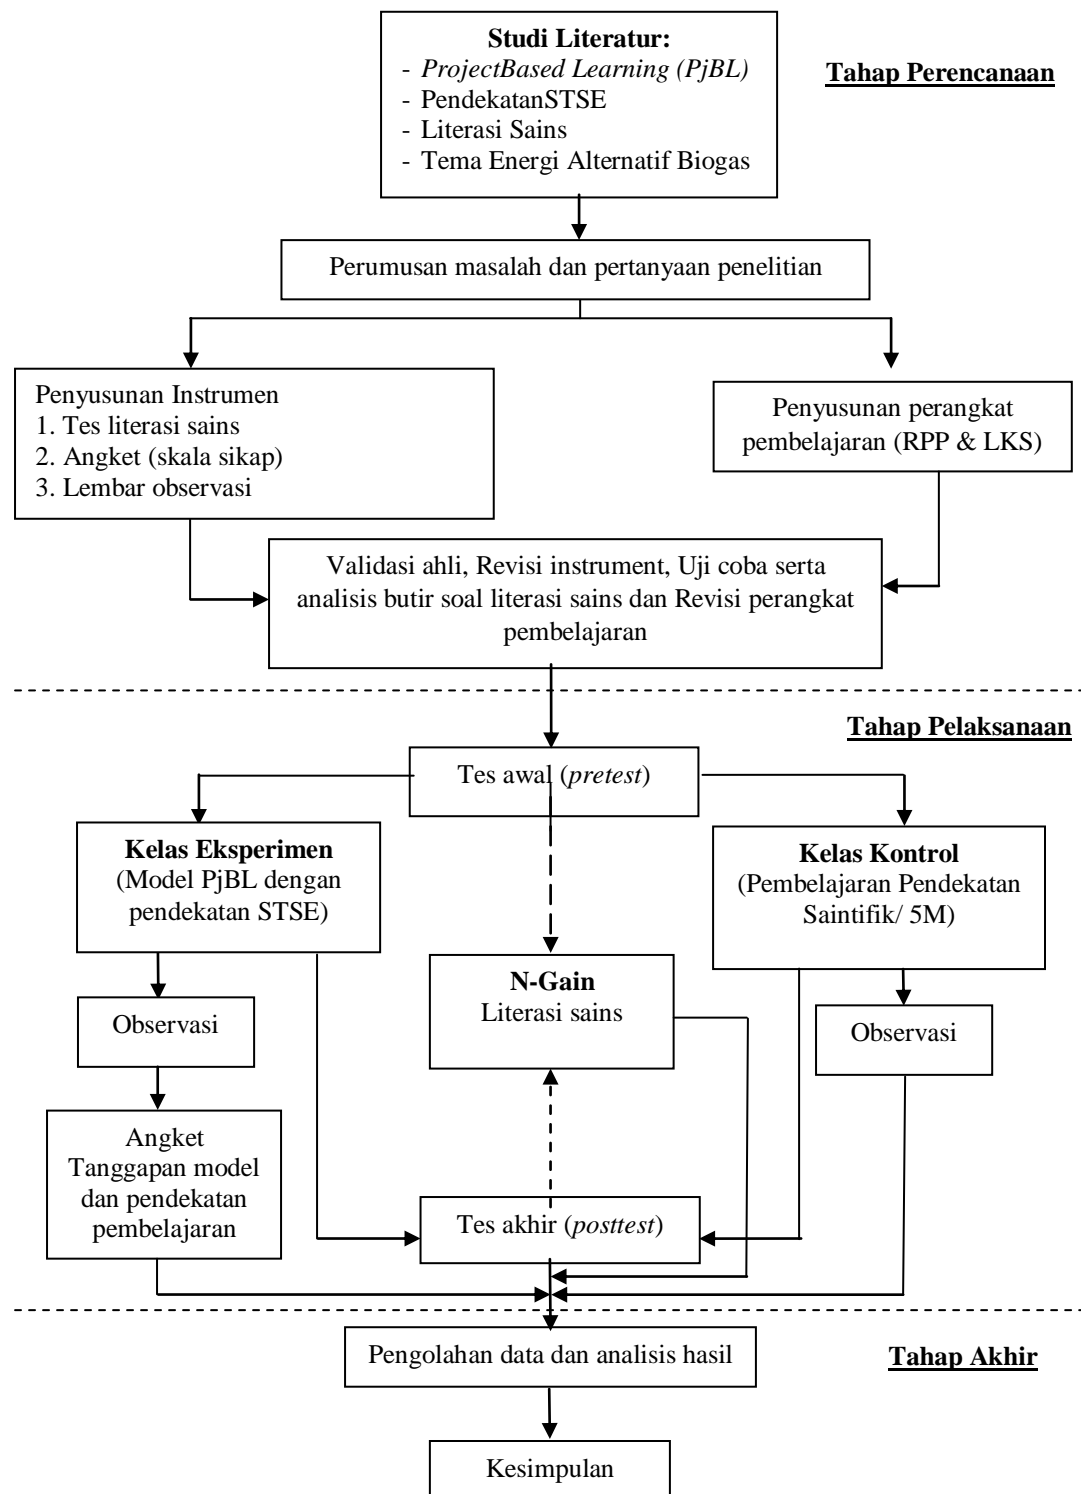 Studi Literatur:
- ProjectBased Learning (PjBL)
- PendekatanSTSE
- Literasi Sains
- Tema Energi Alternatif Biogas
Tahap Perencanaan
Perumusan masalah dan pertanyaan penelitian
Penyusunan Instrumen
1. Tes literasi sains
2. Angket (skala sikap)
3. Lembar observasi
Penyusunan perangkat
pembelajaran (RPP & LKS)
Validasi ahli, Revisi instrument, Uji coba serta
analisis butir soal literasi sains dan Revisi perangkat
pembelajaran
Tahap Pelaksanaan
Tes awal (pretest)
Kelas Eksperimen
(Model PjBL dengan
pendekatan STSE)
Kelas Kontrol
(Pembelajaran Pendekatan
Saintifik/ 5M)
N-Gain
Literasi sains
Observasi
Observasi
Angket
Tanggapan model
dan pendekatan
pembelajaran
Tes akhir (posttest)
Pengolahan data dan analisis hasil
Tahap Akhir
Kesimpulan